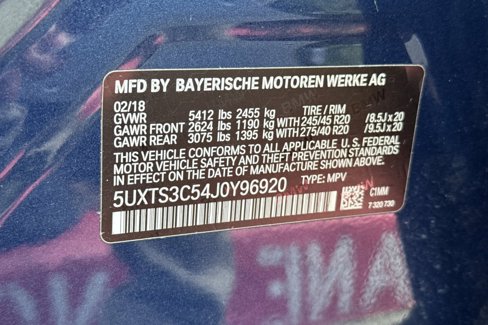 MFD BY BAYERISCHE MOTOREN WERKE AG
02/18
GVWR 5412 lbs 2455 kg TIRE / RIM
GAWR FRONT 2624 lbs 1190 kg WITH 245/45 R20 /8.5J x 20
GAWR REAR 3075 lbs 1395 kg WITH 275/40 R20 /9.5J x 20
THIS VEHICLE CONFORMS TO ALL APPLICABLE U. S. FEDERAL
MOTOR VEHICLE SAFETY, BUMPER, AND THEFT PREVENTION STANDARDS
IN EFFECT ON THE DATE OF MANUFACTURE SHOWN ABOVE.
5UXTS3C54J0Y96920 TYPE: MPV
C1MM
7 320 730